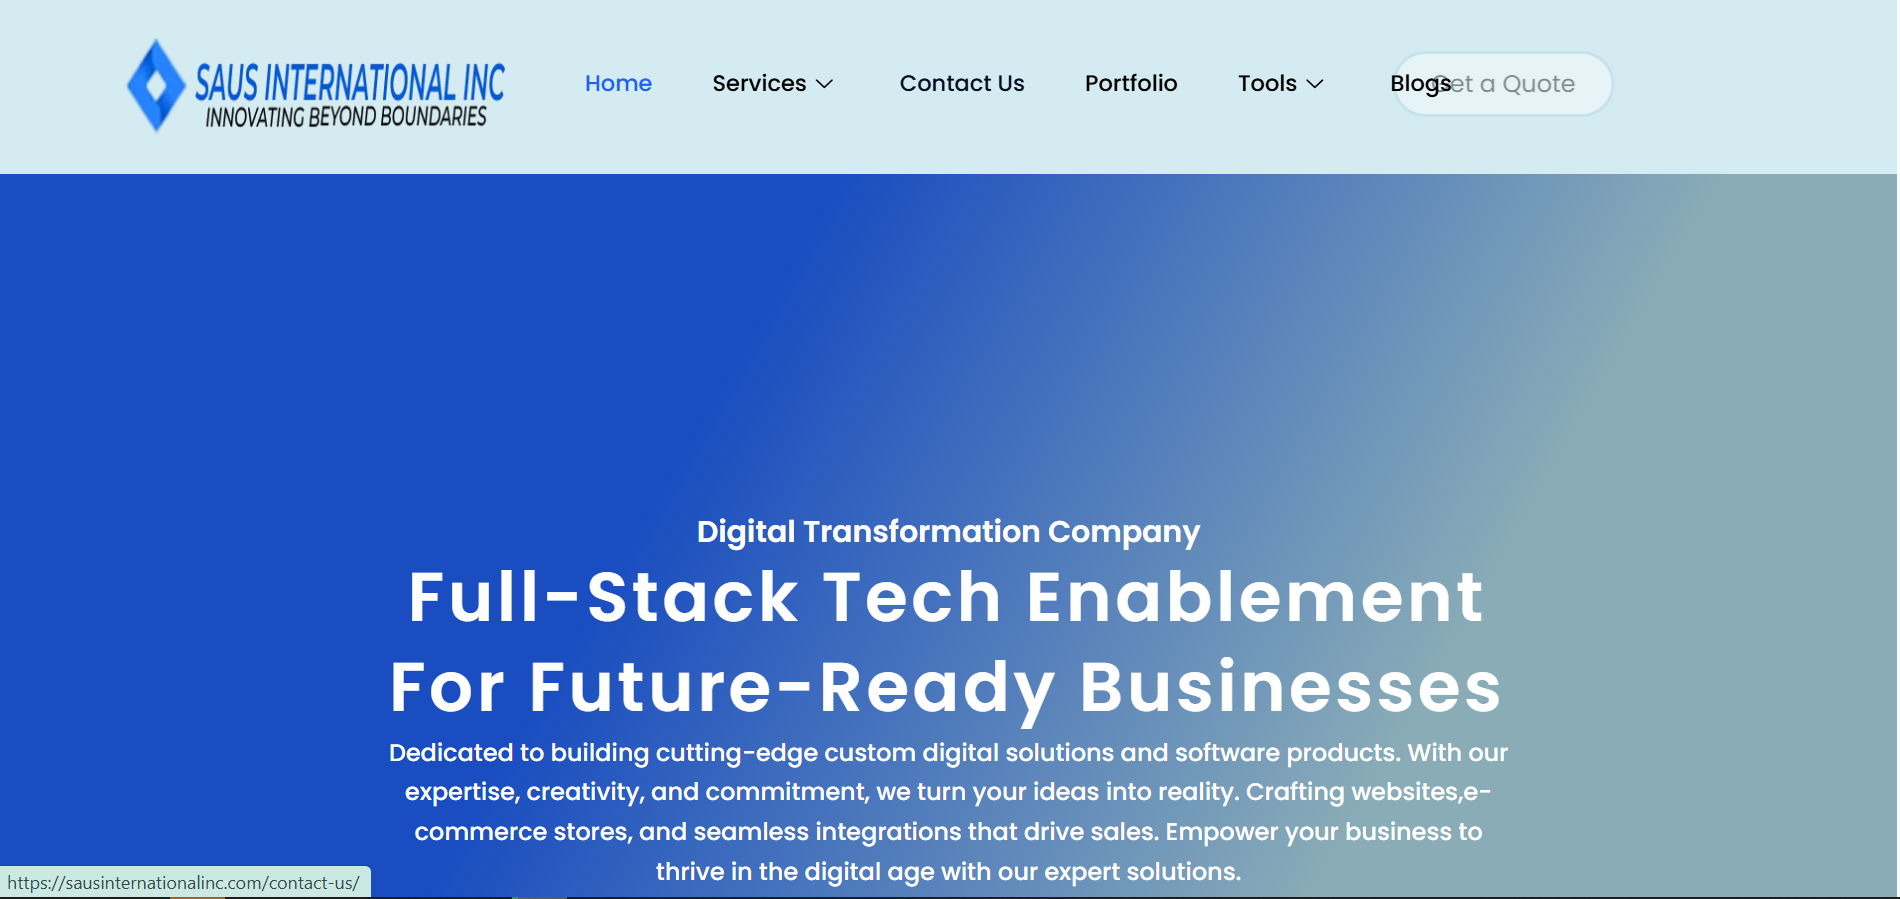 SAUS INTERNATIONAL INC
INNOVATING BEYOND BOUNDARIES
Home Services Contact Us Portfolio Tools Blogs Get a Quote
Digital Transformation Company
Full-Stack Tech Enablement
For Future-Ready Businesses
Dedicated to building cutting-edge custom digital solutions and software products. With our
expertise, creativity, and commitment, we turn your ideas into reality. Crafting websites,e-
commerce stores, and seamless integrations that drive sales. Empower your business to
thrive in the digital age with our expert solutions.
https://sausinternationalinc.com/contact-us/